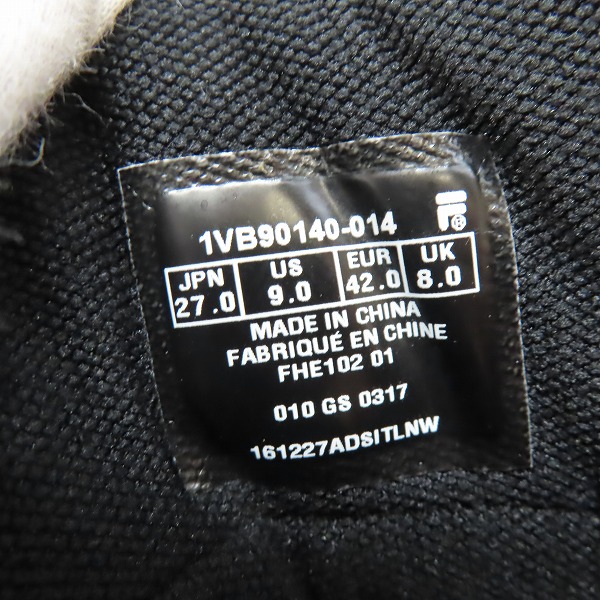 1VB90140-014
F®
JPN US EUR UK
27.0 9.0 42.0 8.0
MADE IN CHINA
FABRIQUÉ EN CHINE
FHE102 01
010 GS 0317
161227ADSITLNW